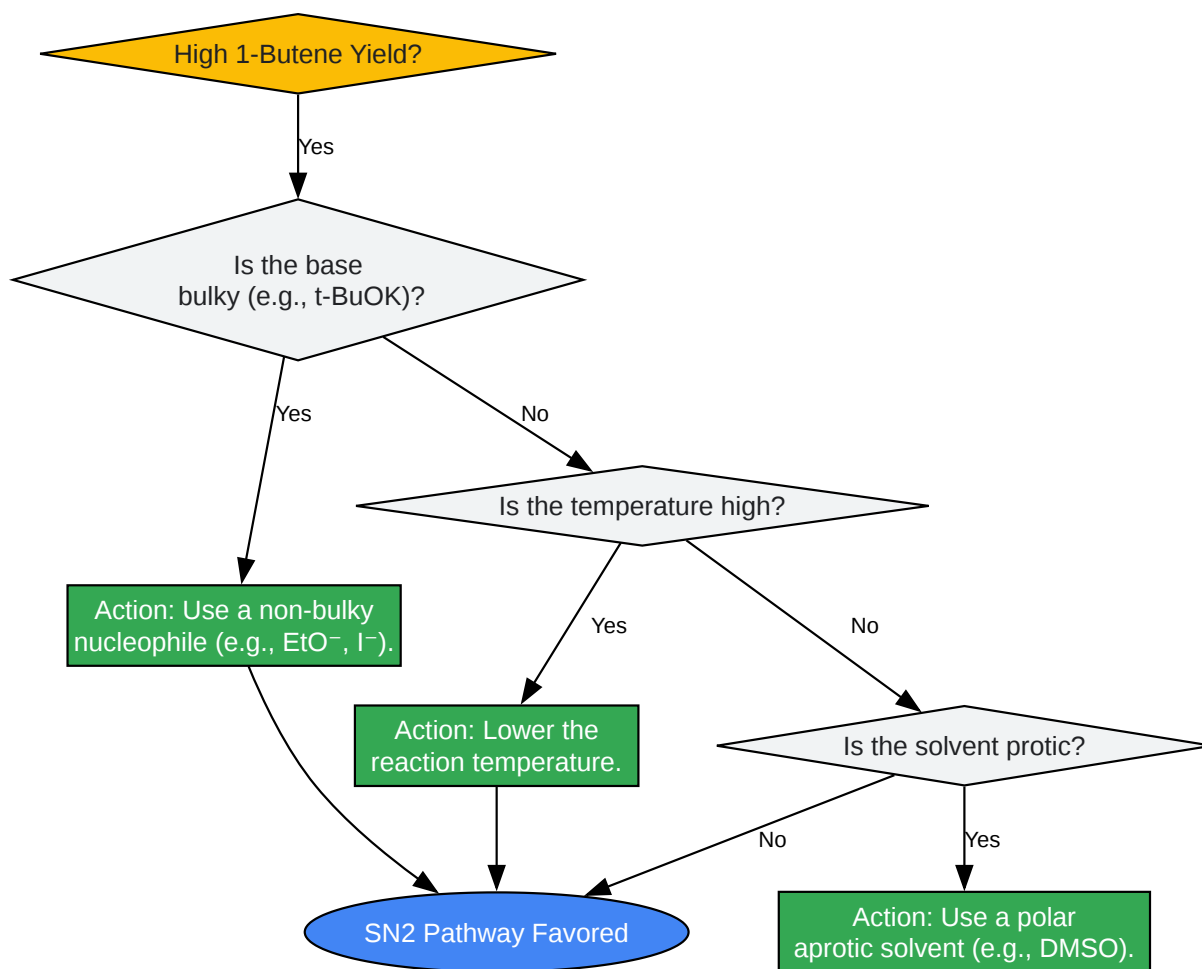 High 1-Butene Yield?
Yes
Is the base
bulky (e.g., t-BuOK)?
Yes
No
Is the temperature high?
Action: Use a non-bulky
nucleophile (e.g., EtO⁻, I⁻).
Yes
No
Action: Lower the
reaction temperature.
Is the solvent protic?
No
Yes
SN2 Pathway Favored
Action: Use a polar
aprotic solvent (e.g., DMSO).